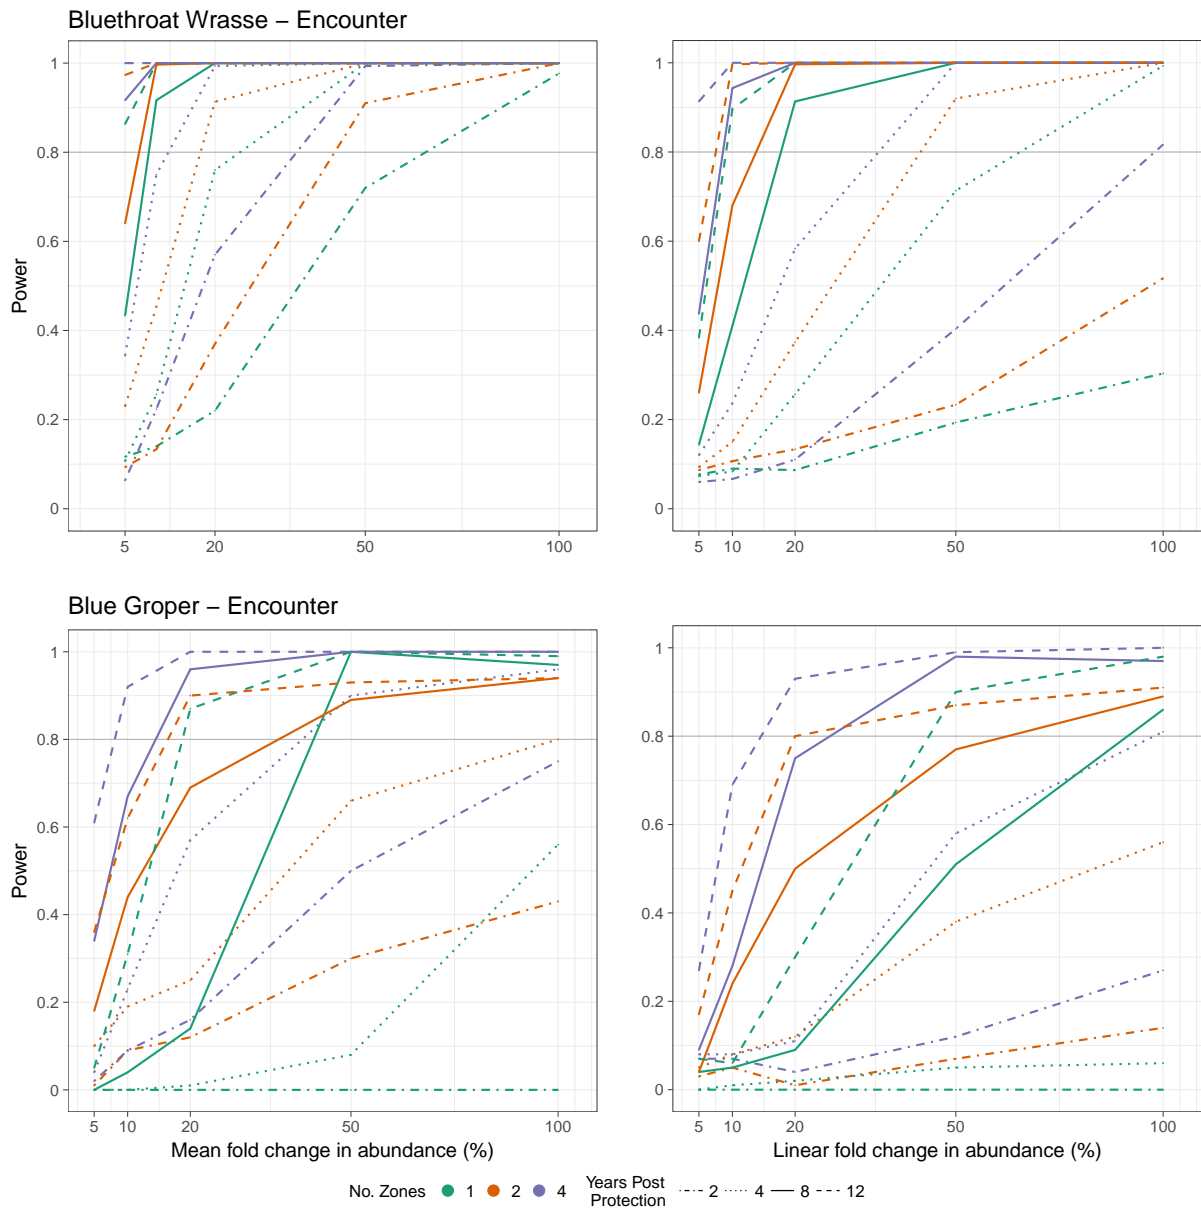 Bluethroat Wrasse – Encounter
Power
1
0.8
0.6
0.4
0.2
0
5 20 50 100
1
0.8
0.6
0.4
0.2
0
5 10 20 50 100
Blue Groper – Encounter
Power
1
0.8
0.6
0.4
0.2
0
5 10 20 50 100
Mean fold change in abundance (%)
1
0.8
0.6
0.4
0.2
0
5 10 20 50 100
Linear fold change in abundance (%)
No. Zones 1 2 4
Years Post
Protection 2 4 8 12